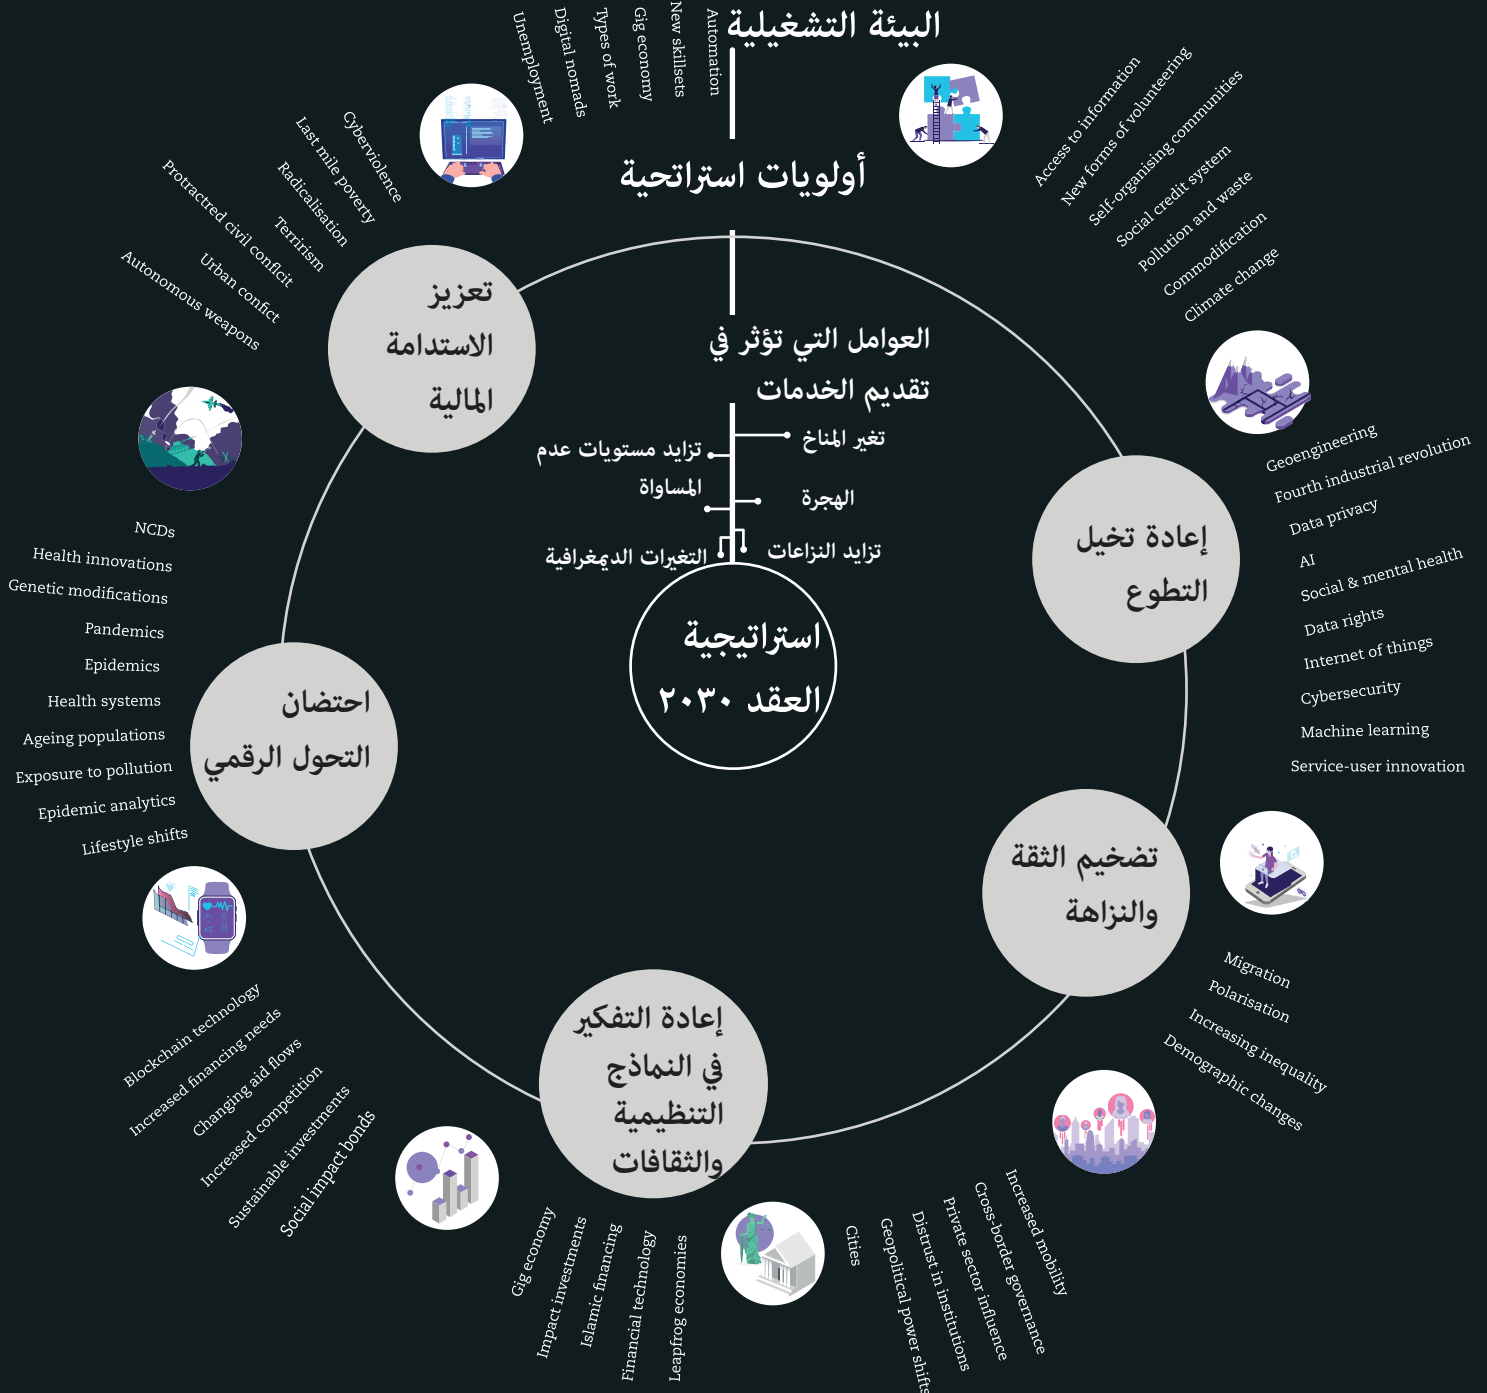 البيئة التشغيلية
أولويات استراتحية
العوامل التي تؤثر في
تقديم الخدمات
تغير المناخ
تزايد مستويات عدم
المساواة
الهجرة
تزايد النزاعات
التغيرات الديمغرافية
استراتيجية
العقد ٢٠٣٠
تعزيز
الاستدامة
المالية
إعادة تخيل
التطوع
تضخيم الثقة
والنزاهة
إعادة التفكير
في النماذج
التنظيمية
والثقافات
احتضان
التحول الرقمي
Unemployment
Digital nomads
Types of work
Gig economy
New skillsets
Automation
Access to information
New forms of volunteering
Self-organising communities
Social credit system
Pollution and waste
Commodification
Climate change
Geoengineering
Fourth industrial revolution
Data privacy
AI
Social & mental health
Data rights
Internet of things
Cybersecurity
Machine learning
Service-user innovation
Migration
Polarisation
Increasing inequality
Demographic changes
Increased mobility
Cross-border governance
Private sector influence
Distrust in institutions
Geopolitical power shifts
Cities
Leapfrog economies
Financial technology
Islamic financing
Impact investments
Gig economy
Social impact bonds
Sustainable investments
Increased competition
Changing aid flows
Increased financing needs
Blockchain technology
Lifestyle shifts
Epidemic analytics
Exposure to pollution
Ageing populations
Health systems
Epidemics
Pandemics
Genetic modifications
Health innovations
NCDs
Autonomous weapons
Urban confict
Protractred civil conflcit
Terrirism
Radicalisation
Last mile poverty
Cyberviolence